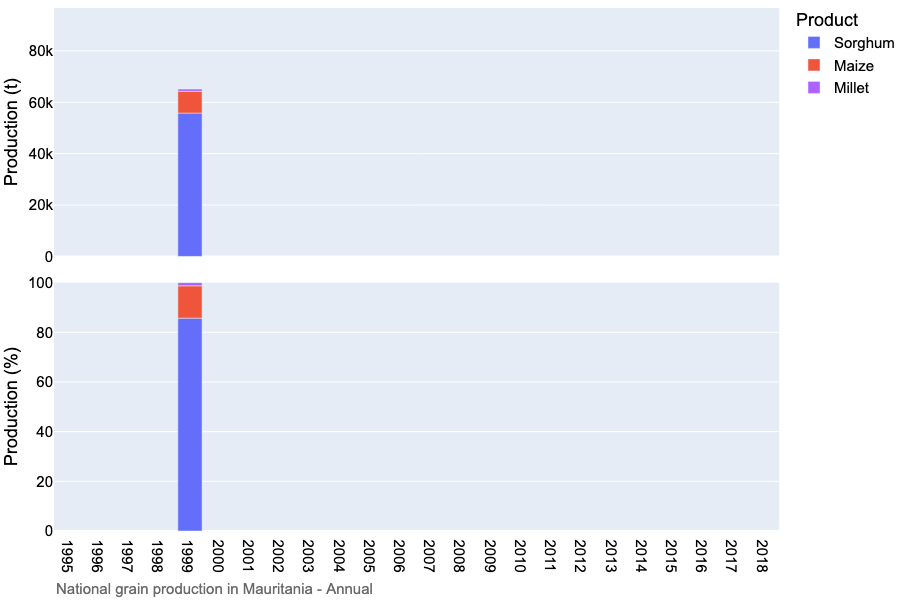 Product
Sorghum
Maize
Millet
Production (t)
80k
60k
40k
20k
0
Production (%)
100
80
60
40
20
0
1995 1996 1997 1998 1999 2000 2001 2002 2003 2004 2005 2006 2007 2008 2009 2010 2011 2012 2013 2014 2015 2016 2017 2018
National grain production in Mauritania - Annual